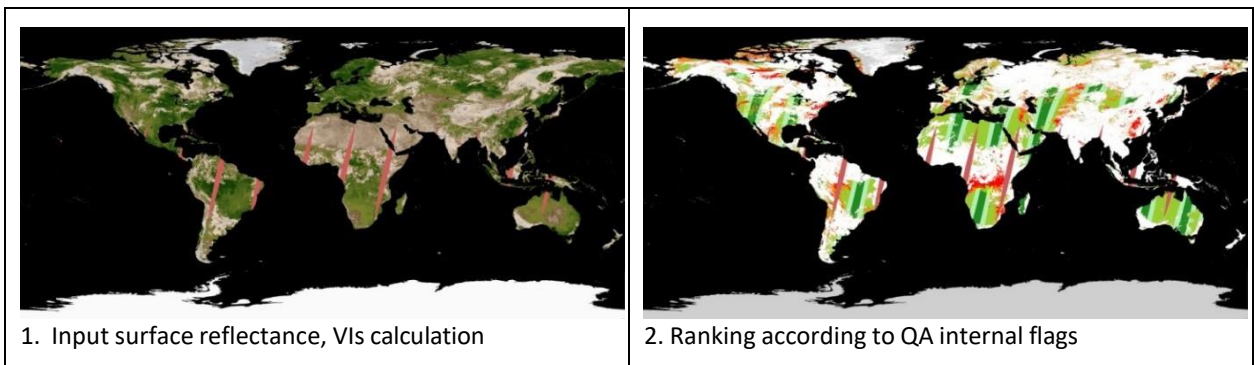 1. Input surface reflectance, VIs calculation
2. Ranking according to QA internal flags